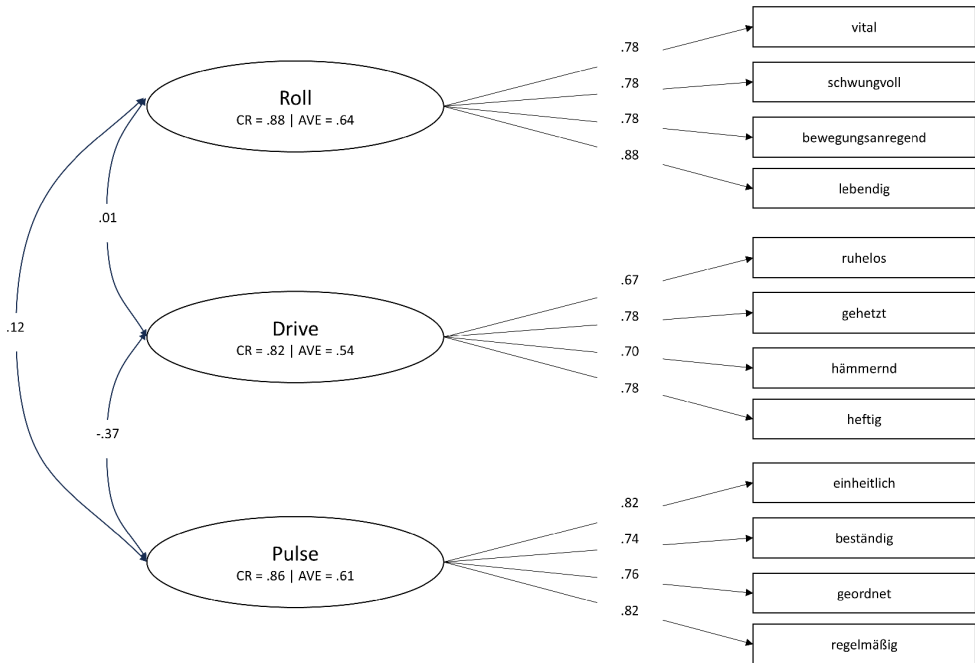 vital
.78
schwungvoll
.78
Roll
CR = .88 | AVE = .64
.78
bewegungsanregend
.88
lebendig
.01
ruhelos
.67
gehetzt
.78
.12
Drive
CR = .82 | AVE = .54
.70
hämmernd
.78
heftig
-.37
einheitlich
.82
beständig
.74
Pulse
CR = .86 | AVE = .61
.76
geordnet
.82
regelmäßig